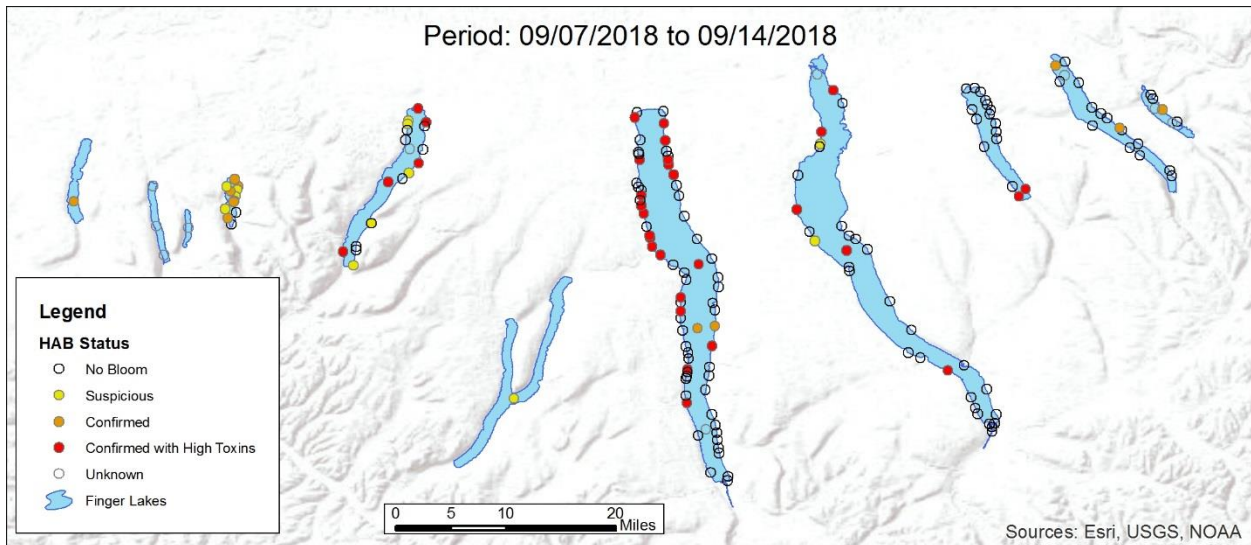 Period: 09/07/2018 to 09/14/2018
Legend
HAB Status
No Bloom
Suspicious
Confirmed
Confirmed with High Toxins
Unknown
Finger Lakes
0 5 10 20
Miles
Sources: Esri, USGS, NOAA